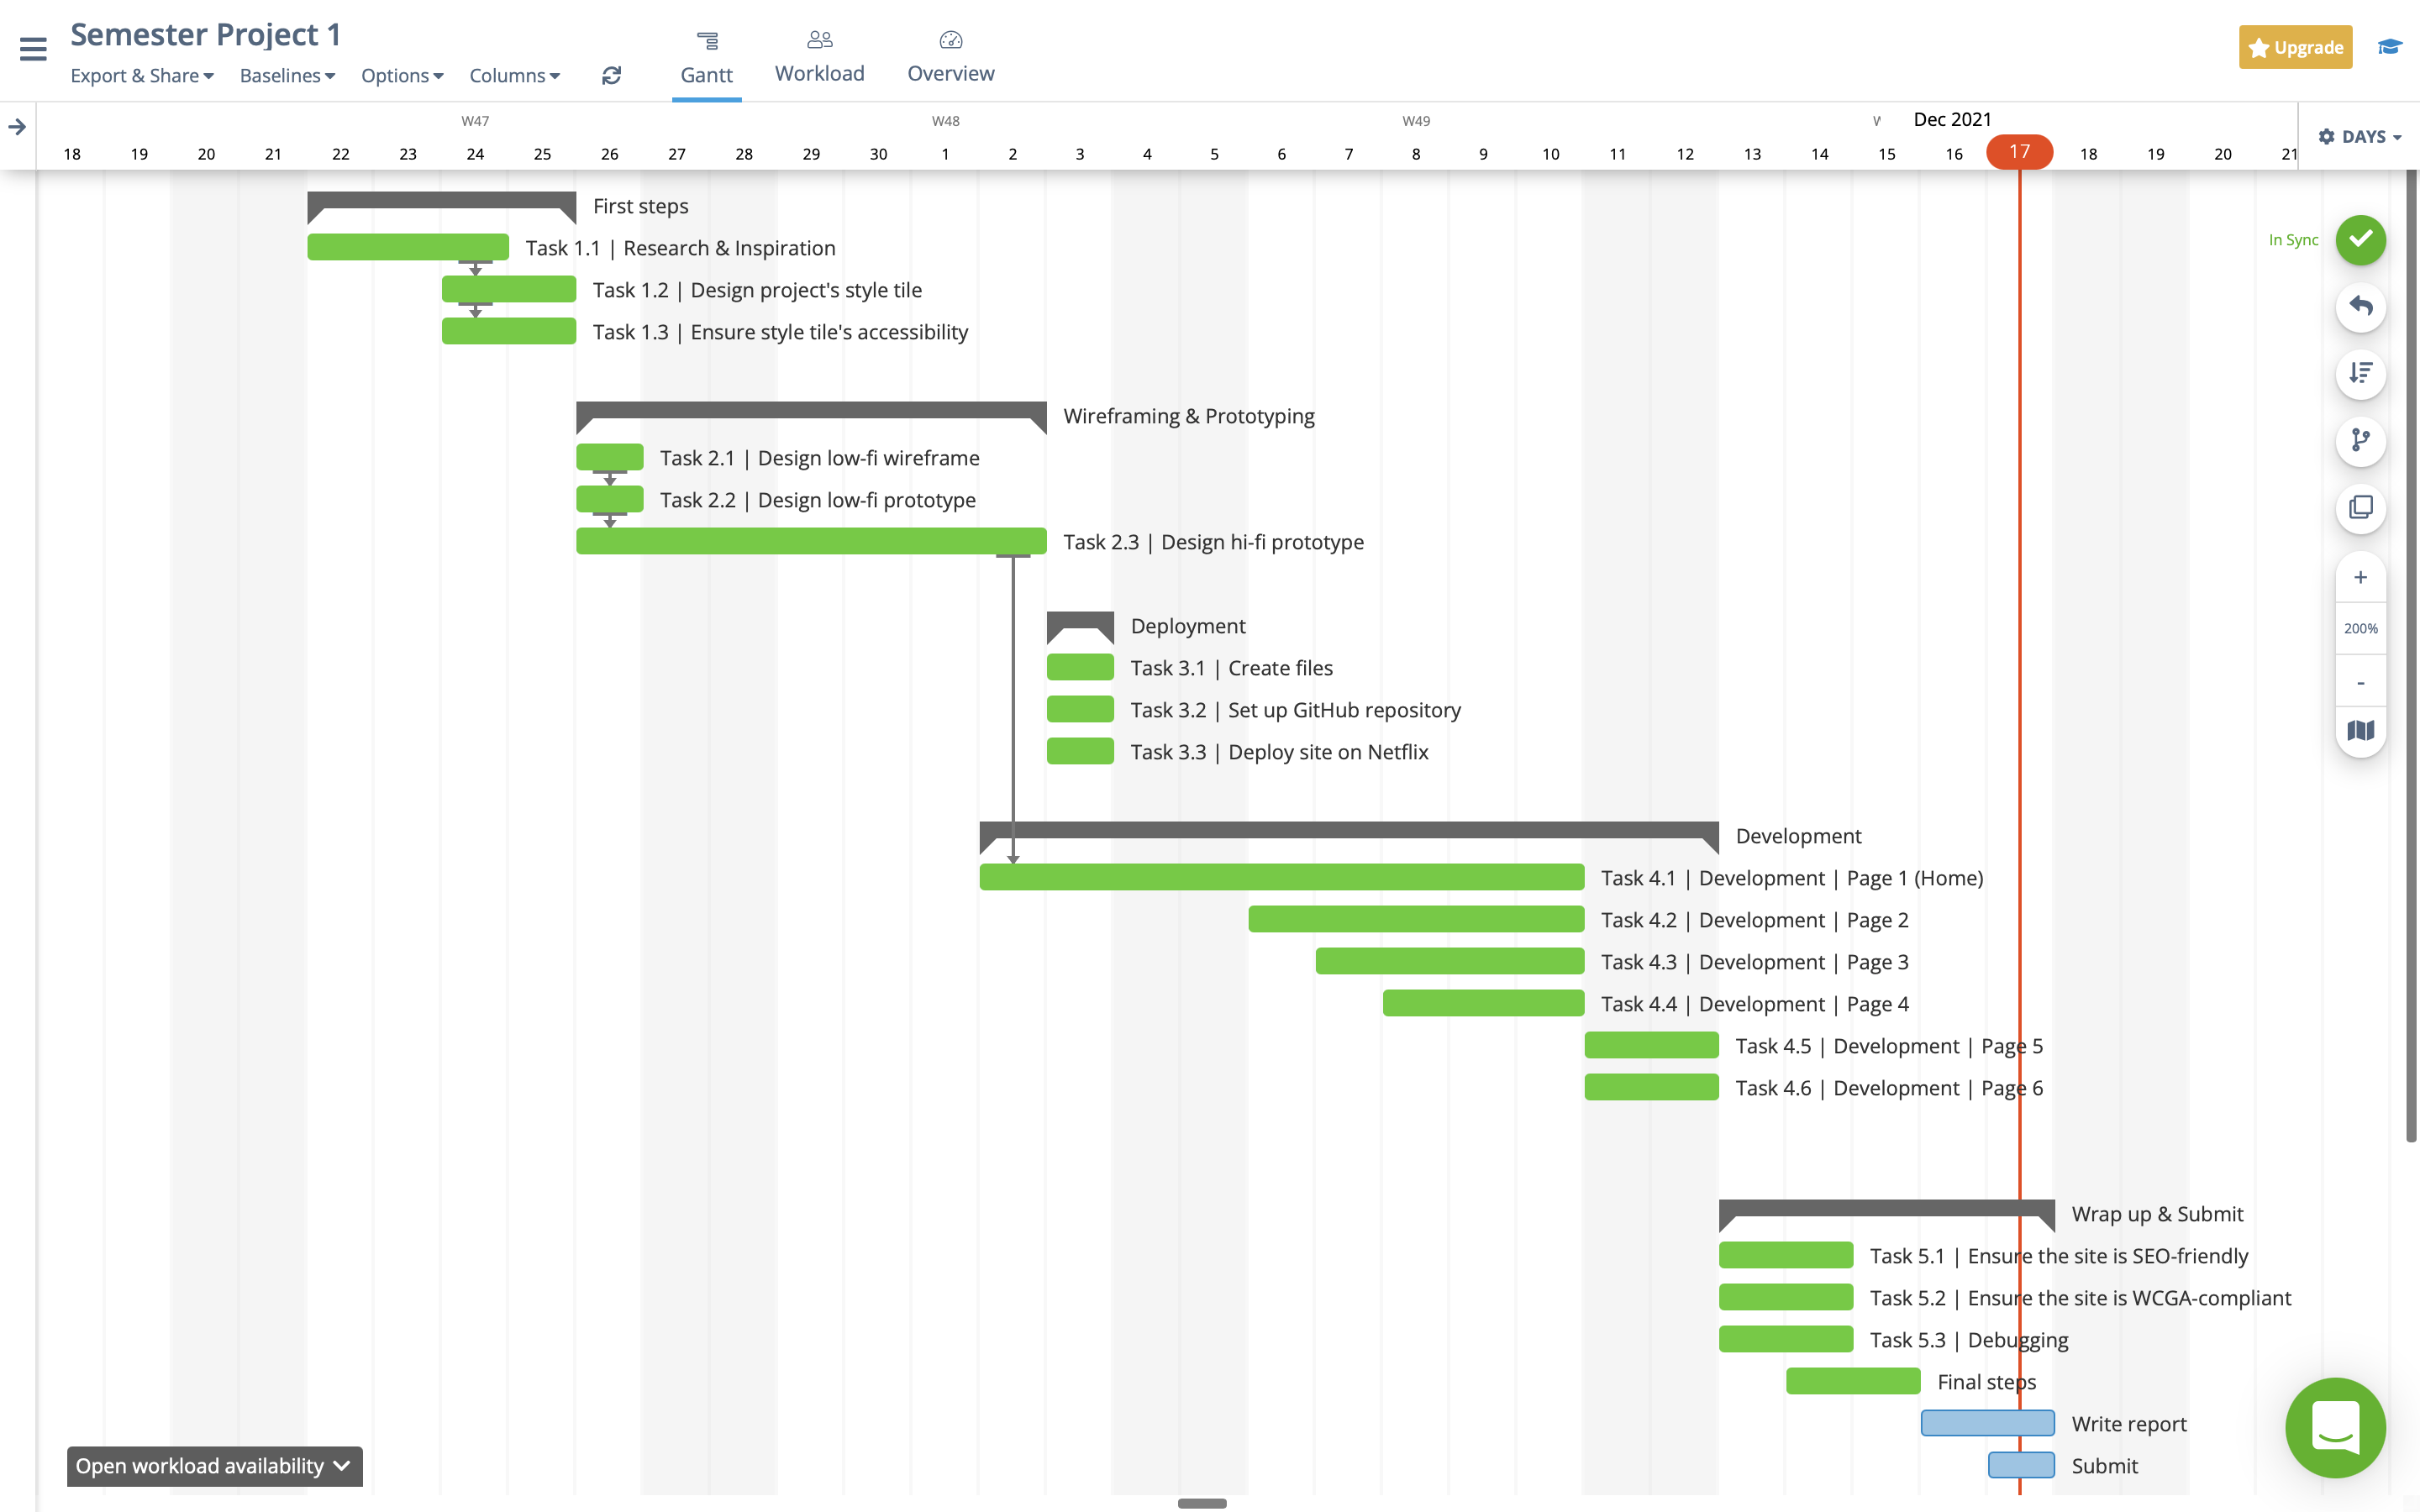 Semester Project 1
Export & Share
Baselines
Options
Columns
Gantt
Workload
Overview
Upgrade
W47
W48
W49
Dec 2021
18 19 20 21 22 23 24 25 26 27 28 29 30 1 2 3 4 5 6 7 8 9 10 11 12 13 14 15 16 17 18 19 20 21
DAYS
First steps
In Sync
Task 1.1 | Research & Inspiration
Task 1.2 | Design project's style tile
Task 1.3 | Ensure style tile's accessibility
Wireframing & Prototyping
Task 2.1 | Design low-fi wireframe
Task 2.2 | Design low-fi prototype
Task 2.3 | Design hi-fi prototype
+
200%
-
Deployment
Task 3.1 | Create files
Task 3.2 | Set up GitHub repository
Task 3.3 | Deploy site on Netflix
Development
Task 4.1 | Development | Page 1 (Home)
Task 4.2 | Development | Page 2
Task 4.3 | Development | Page 3
Task 4.4 | Development | Page 4
Task 4.5 | Development | Page 5
Task 4.6 | Development | Page 6
Wrap up & Submit
Task 5.1 | Ensure the site is SEO-friendly
Task 5.2 | Ensure the site is WCGA-compliant
Task 5.3 | Debugging
Final steps
Write report
Submit
Open workload availability